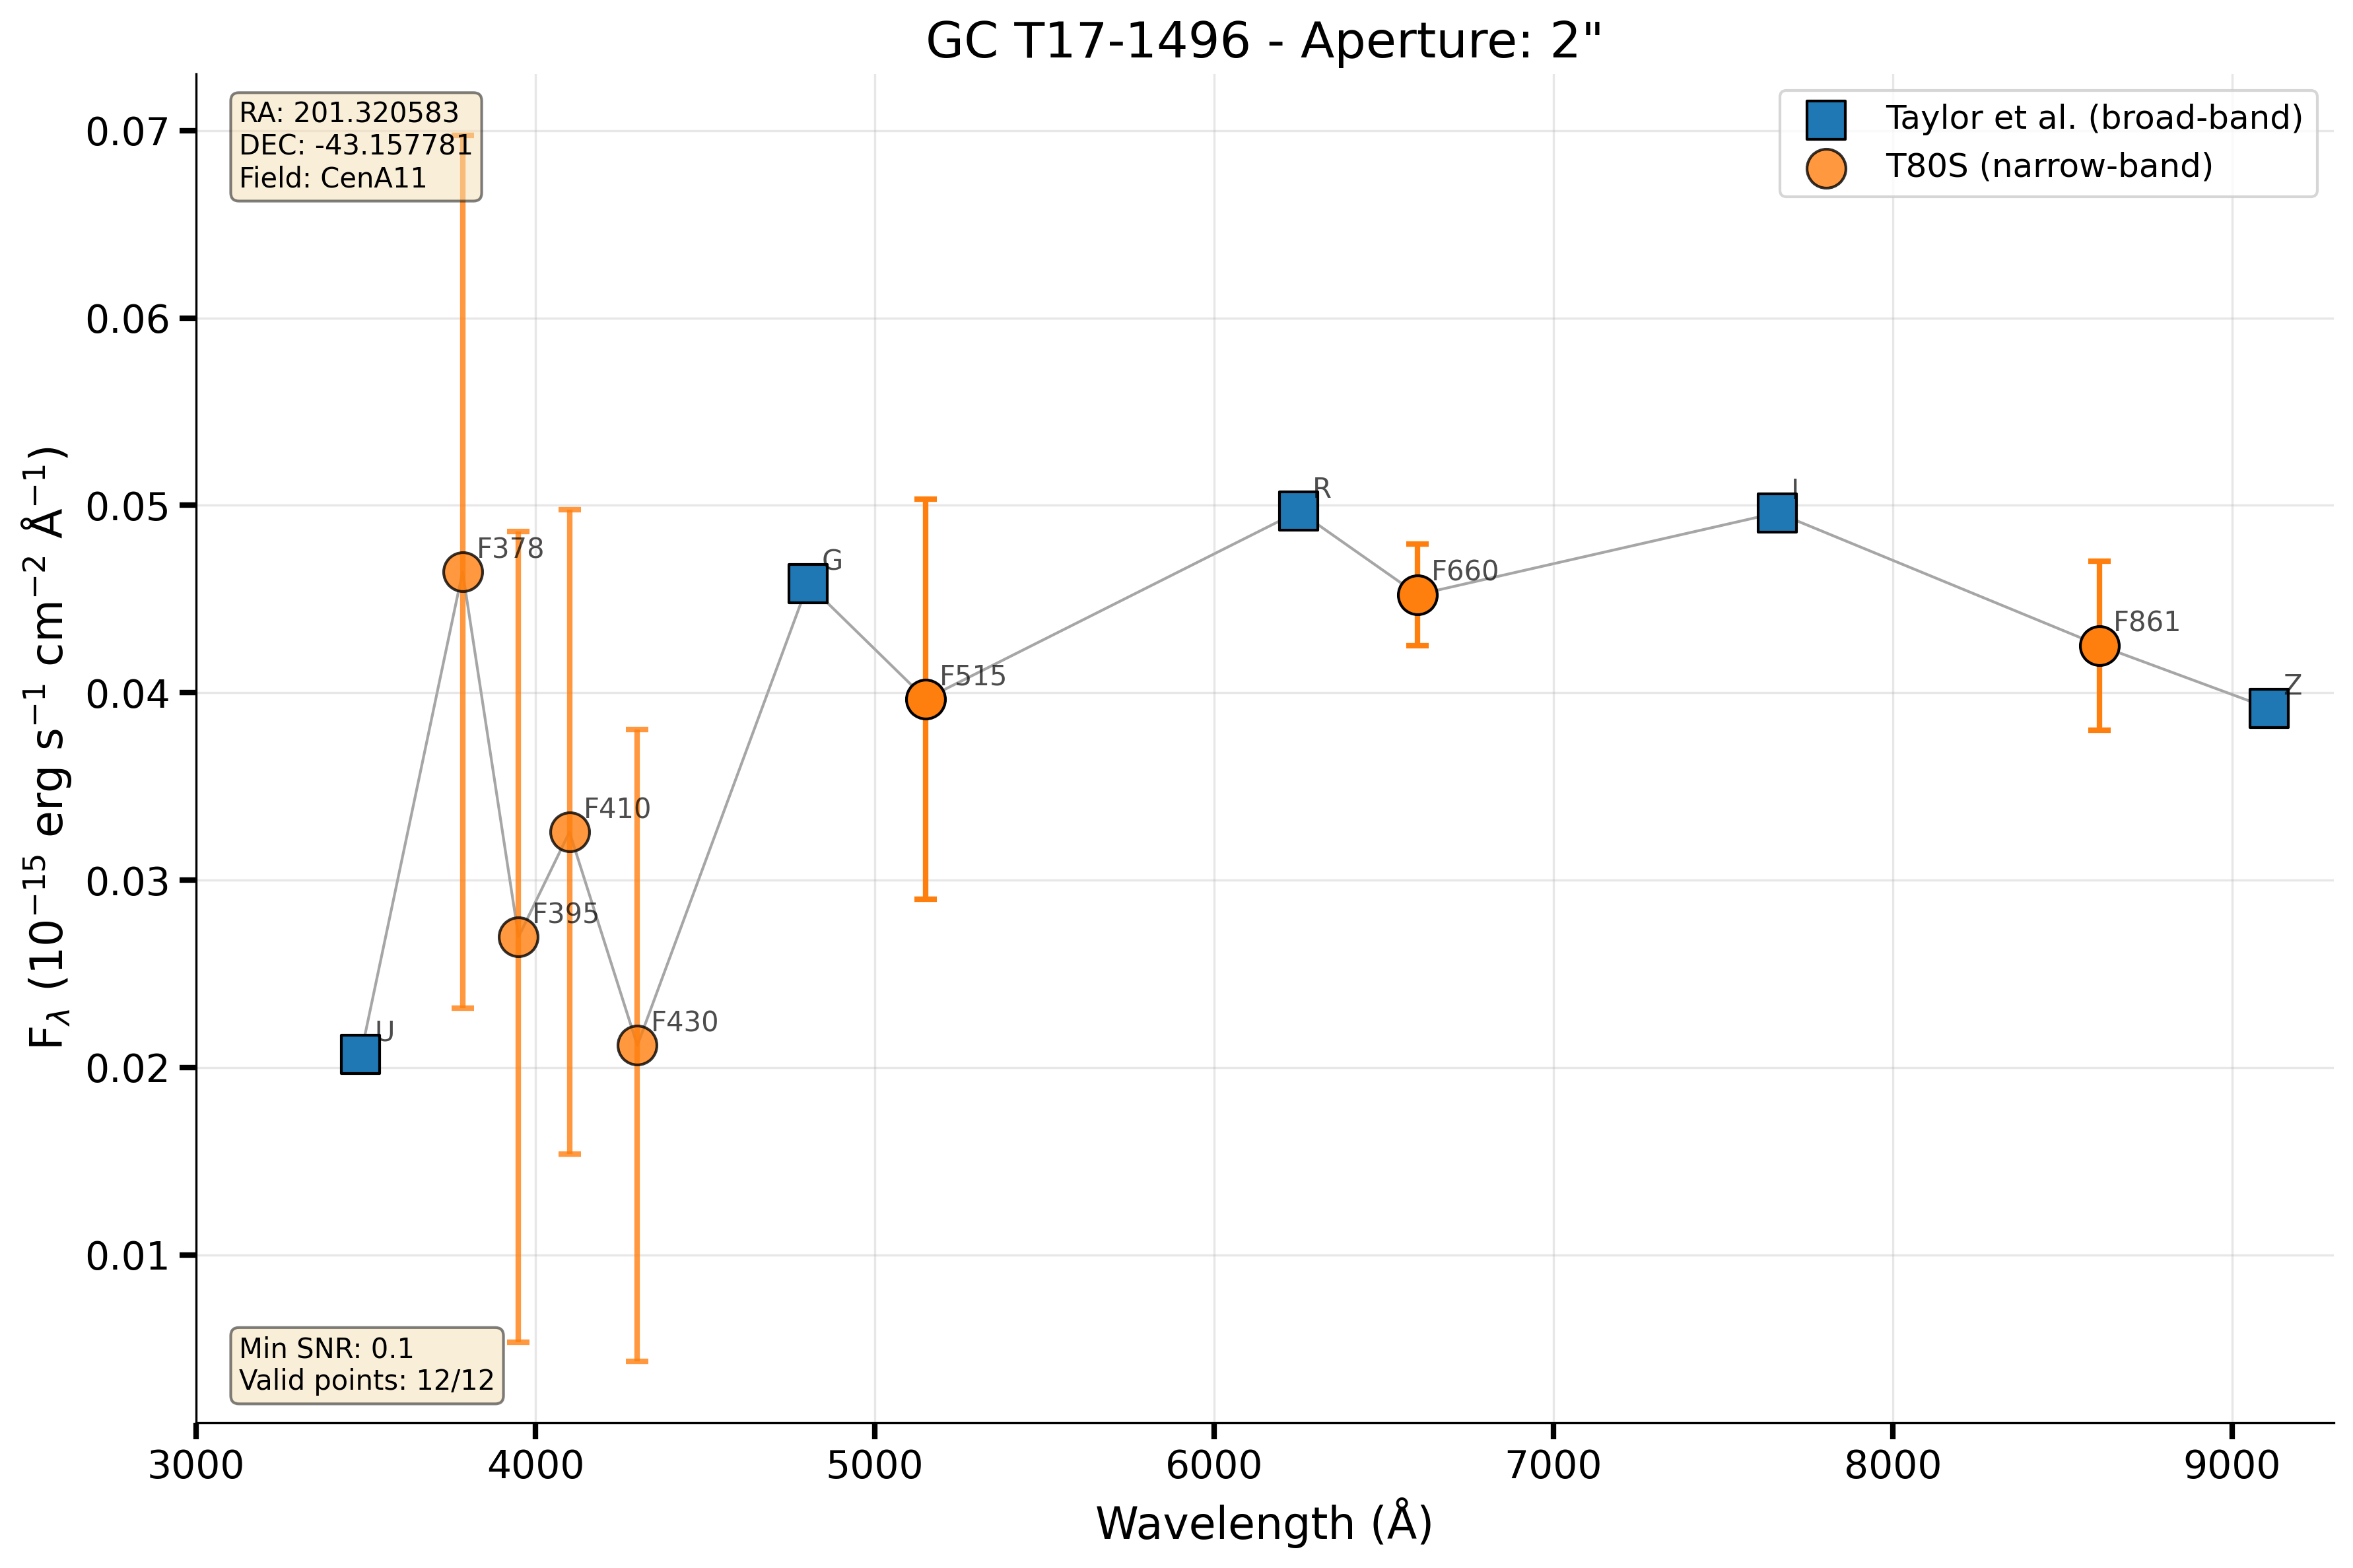 GC T17-1496 - Aperture: 2"
RA: 201.320583
DEC: -43.157781
Field: CenA11
Taylor et al. (broad-band)
T80S (narrow-band)
0.07
0.06
0.05
0.04
0.03
0.02
0.01
F_λ (10⁻¹⁵ erg s⁻¹ cm⁻² Å⁻¹)
U
F378
F395
F410
F430
G
F515
R
F660
I
F861
Z
Min SNR: 0.1
Valid points: 12/12
3000 4000 5000 6000 7000 8000 9000
Wavelength (Å)